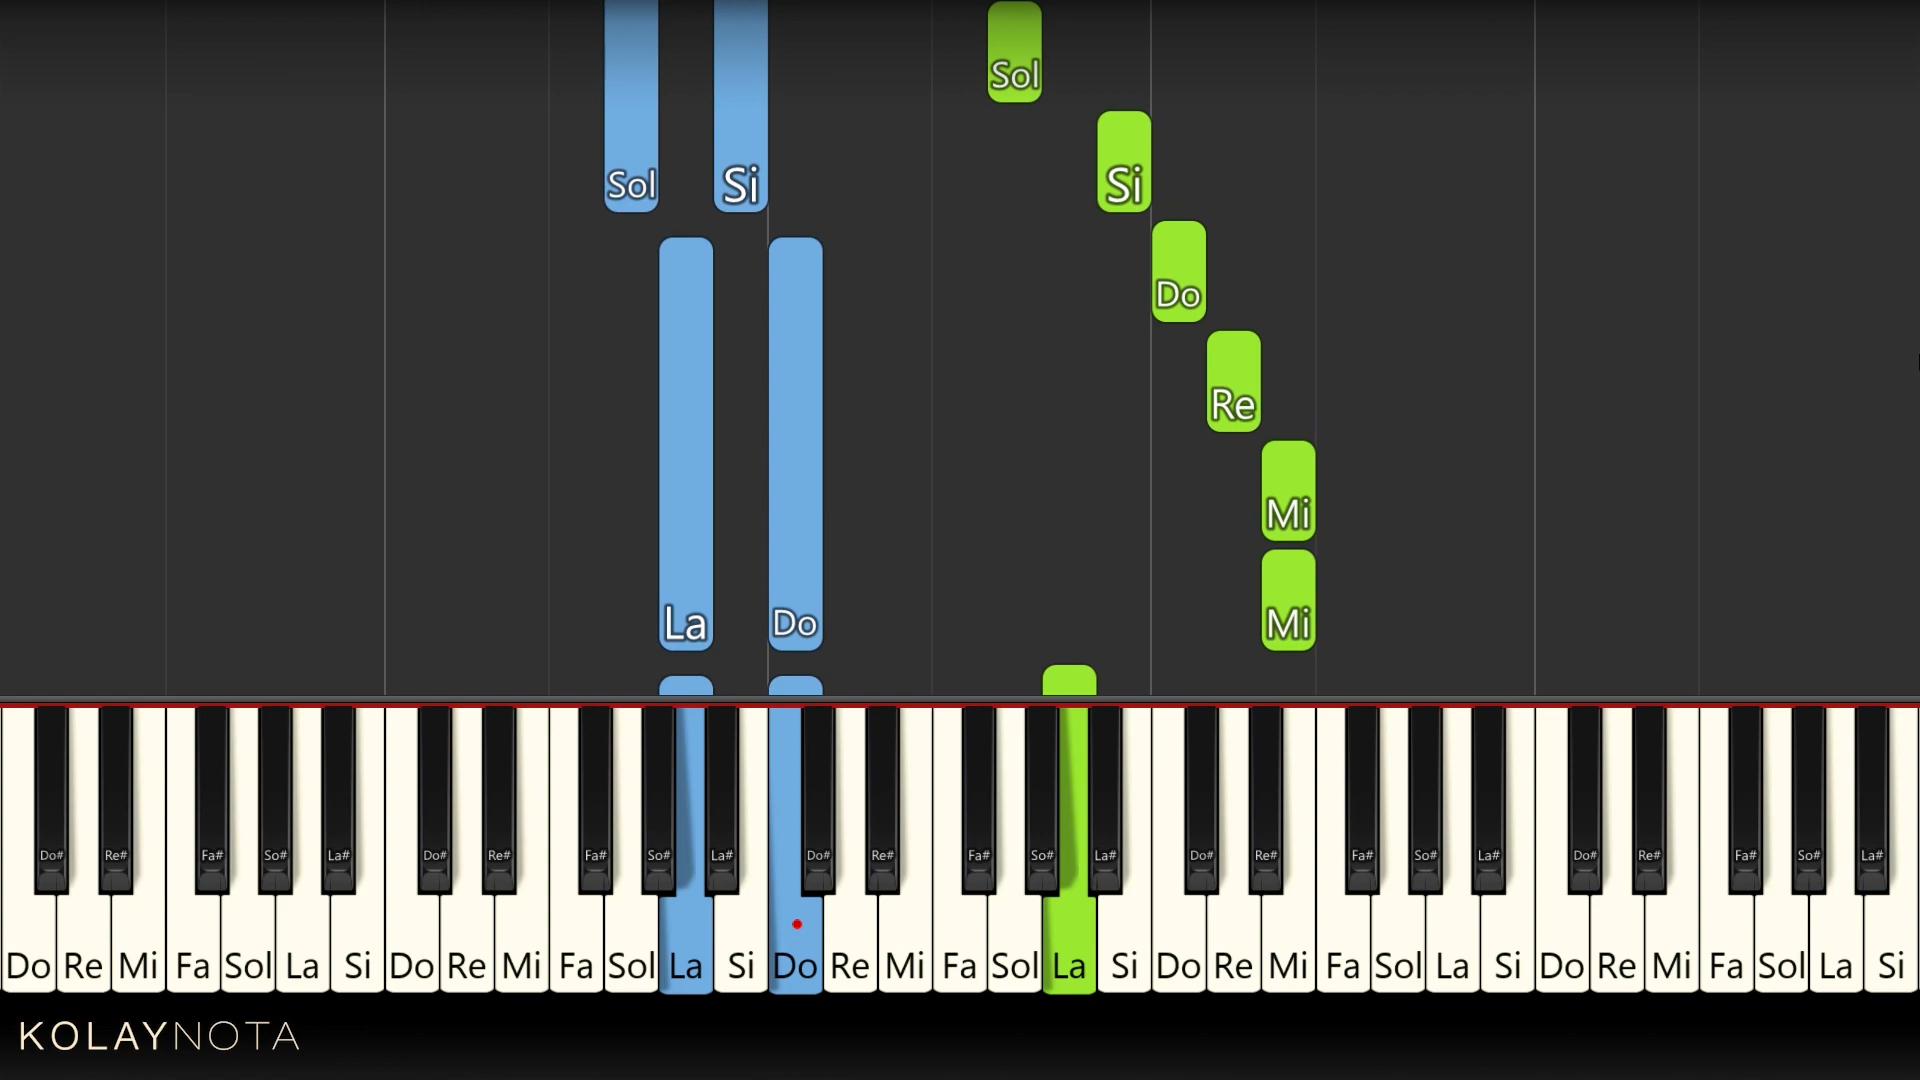 Sol
Sol Si Si
Do
Re
Mi
La Do Mi
Do# Re# Fa# So# La# Do# Re# Fa# So# La# Do# Re# Fa# So# La# Do# Re# Fa# So# La# Do# Re# Fa# So# La#
Do Re Mi Fa Sol La Si Do Re Mi Fa Sol La Si Do Re Mi Fa Sol La Si Do Re Mi Fa Sol La Si Do Re Mi Fa Sol La Si
KOLAYNOTA